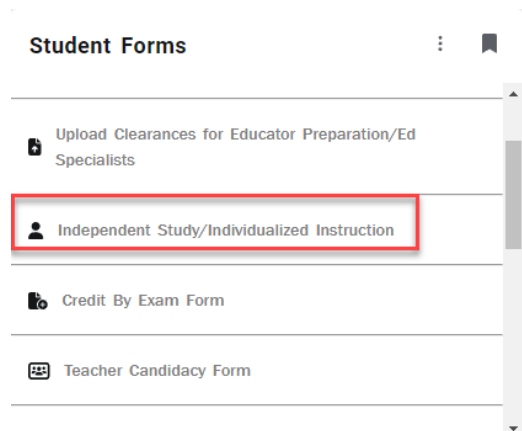 Student Forms
Upload Clearances for Educator Preparation/Ed
Specialists
Independent Study/Individualized Instruction
Credit By Exam Form
Teacher Candidacy Form